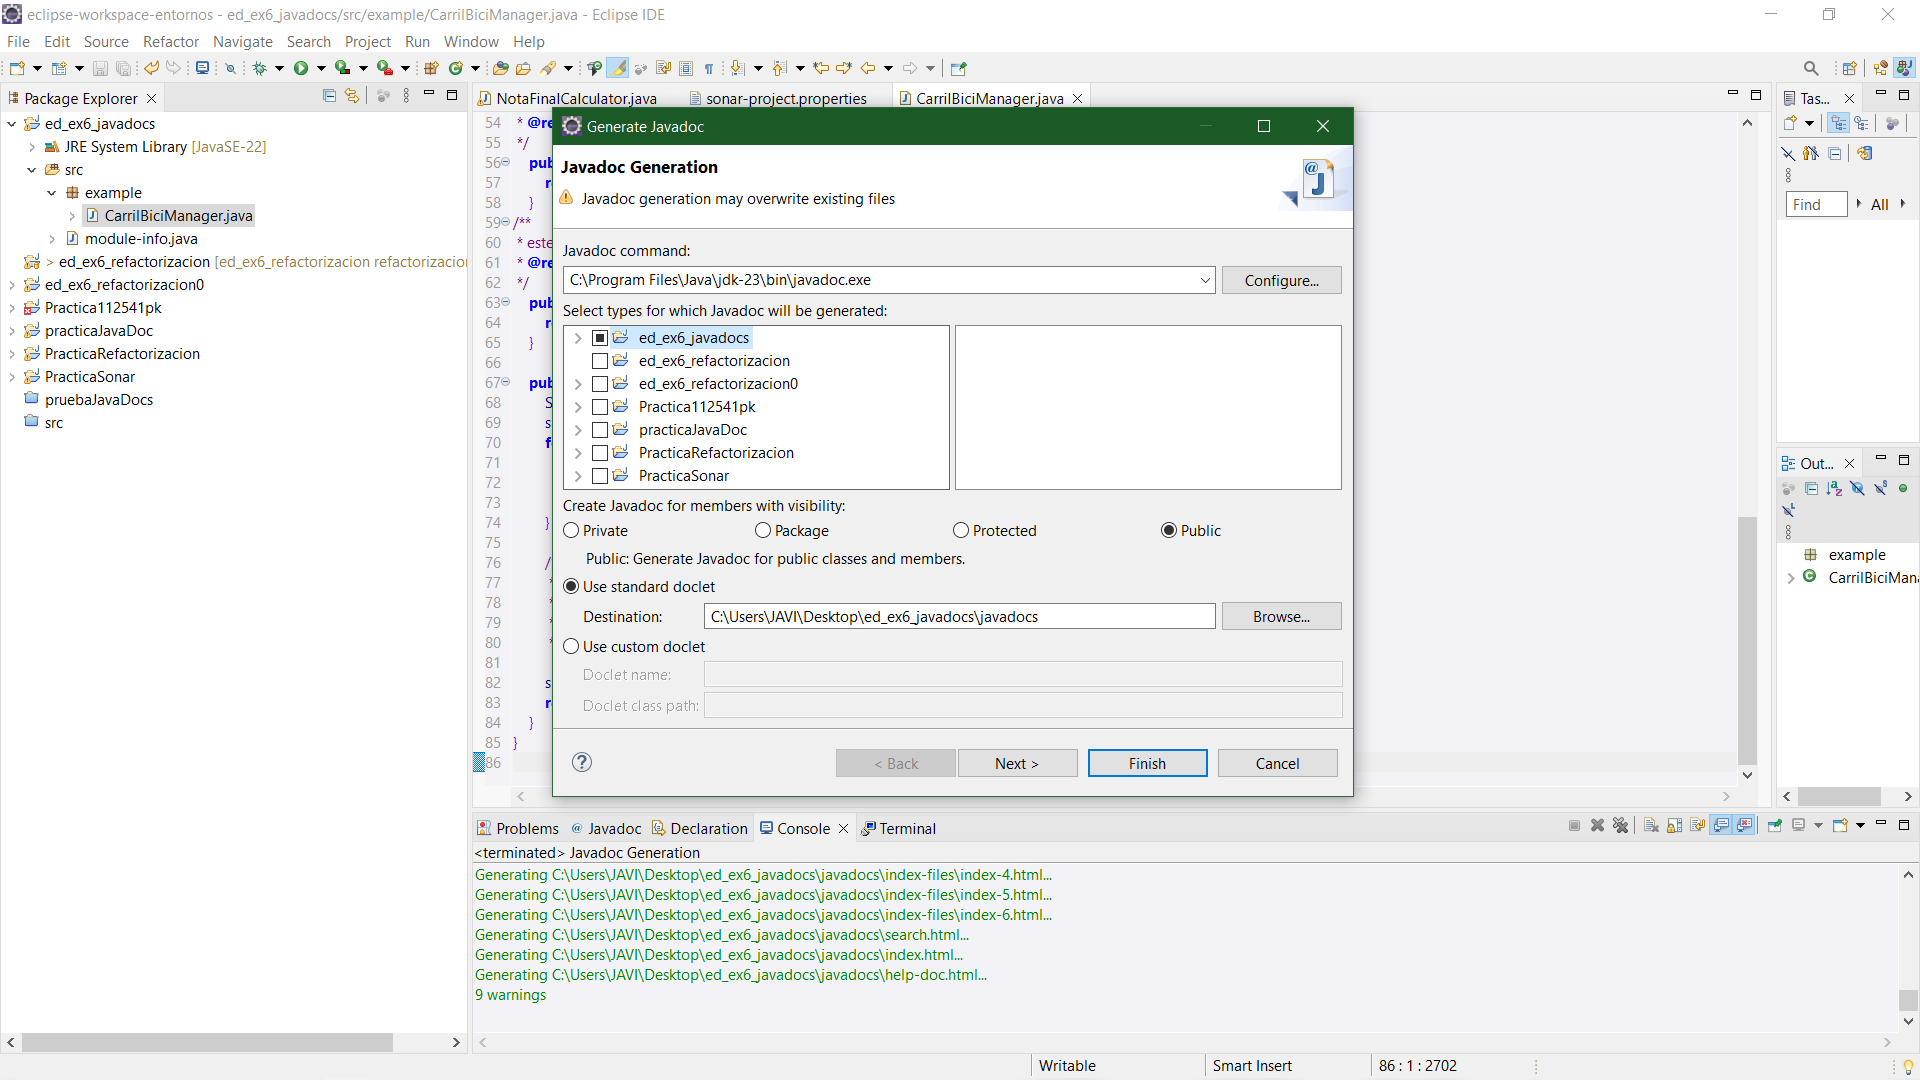 eclipse-workspace-entornos - ed_ex6_javadocs/src/example/CarrilBiciManager.java - Eclipse IDE
File Edit Source Refactor Navigate Search Project Run Window Help
Package Explorer
ed_ex6_javadocs
JRE System Library [JavaSE-22]
src
example
CarrilBiciManager.java
module-info.java
> ed_ex6_refactorizacion [ed_ex6_refactorizacion refactorizacion
ed_ex6_refactorizacion0
Practica112541pk
practicaJavaDoc
PracticaRefactorizacion
PracticaSonar
pruebaJavaDocs
src
NotaFinalCalculator.java sonar-project.properties CarrilBiciManager.java
54 * @re
55 */
56 pub
57 r
58 }
59 /**
60 * este
61 * @re
62 */
63 pub
64 r
65 }
66
67 pub
68 S
69 s
70 f
71
72
73
74 }
75
76 /
77 *
78 *
79 *
80 *
81
82 s
83 r
84 }
85 }
86
Generate Javadoc
Javadoc Generation
Javadoc generation may overwrite existing files
Javadoc command:
C:\Program Files\Java\jdk-23\bin\javadoc.exe
Configure...
Select types for which Javadoc will be generated:
ed_ex6_javadocs
ed_ex6_refactorizacion
ed_ex6_refactorizacion0
Practica112541pk
practicaJavaDoc
PracticaRefactorizacion
PracticaSonar
Create Javadoc for members with visibility:
Private Package Protected Public
Public: Generate Javadoc for public classes and members.
Use standard doclet
Destination: C:\Users\JAVI\Desktop\ed_ex6_javadocs\javadocs Browse...
Use custom doclet
Doclet name:
Doclet class path:
< Back Next > Finish Cancel
Tas...
Find All
Out...
example
CarrilBiciMan
Problems Javadoc Declaration Console Terminal
<terminated> Javadoc Generation
Generating C:\Users\JAVI\Desktop\ed_ex6_javadocs\javadocs\index-files\index-4.html...
Generating C:\Users\JAVI\Desktop\ed_ex6_javadocs\javadocs\index-files\index-5.html...
Generating C:\Users\JAVI\Desktop\ed_ex6_javadocs\javadocs\index-files\index-6.html...
Generating C:\Users\JAVI\Desktop\ed_ex6_javadocs\javadocs\search.html...
Generating C:\Users\JAVI\Desktop\ed_ex6_javadocs\javadocs\index.html...
Generating C:\Users\JAVI\Desktop\ed_ex6_javadocs\javadocs\help-doc.html...
9 warnings
Writable Smart Insert 86 : 1 : 2702